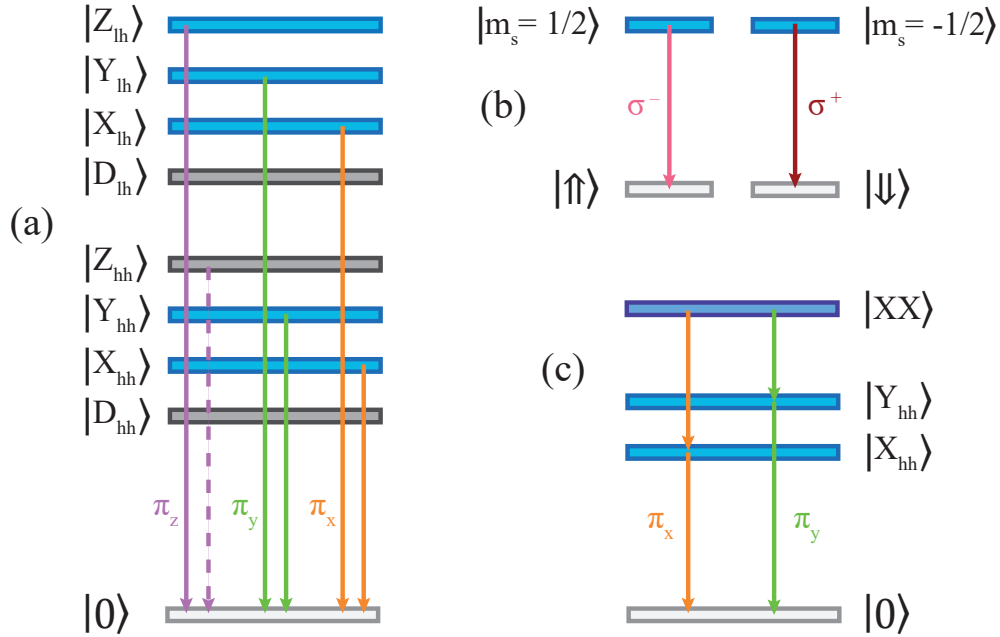 (a)
|Z_lh⟩
|Y_lh⟩
|X_lh⟩
|D_lh⟩
|Z_hh⟩
|Y_hh⟩
|X_hh⟩
|D_hh⟩
π_z
π_y
π_x
|0⟩
(b)
|m_s = 1/2⟩
|m_s = -1/2⟩
σ⁻
σ⁺
|⇑⟩
|⇓⟩
(c)
|XX⟩
|Y_hh⟩
|X_hh⟩
π_x
π_y
|0⟩